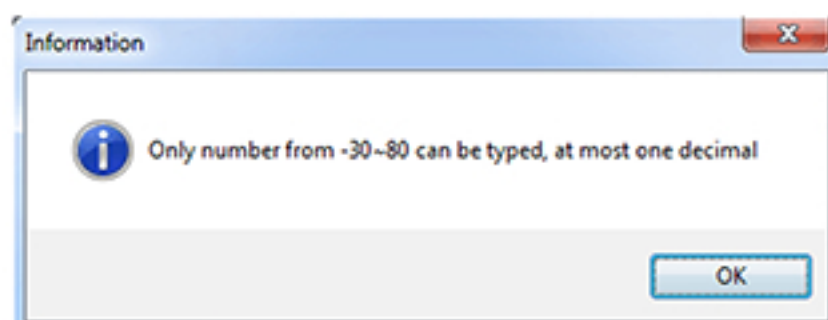 Information
Only number from -30~80 can be typed, at most one decimal
OK